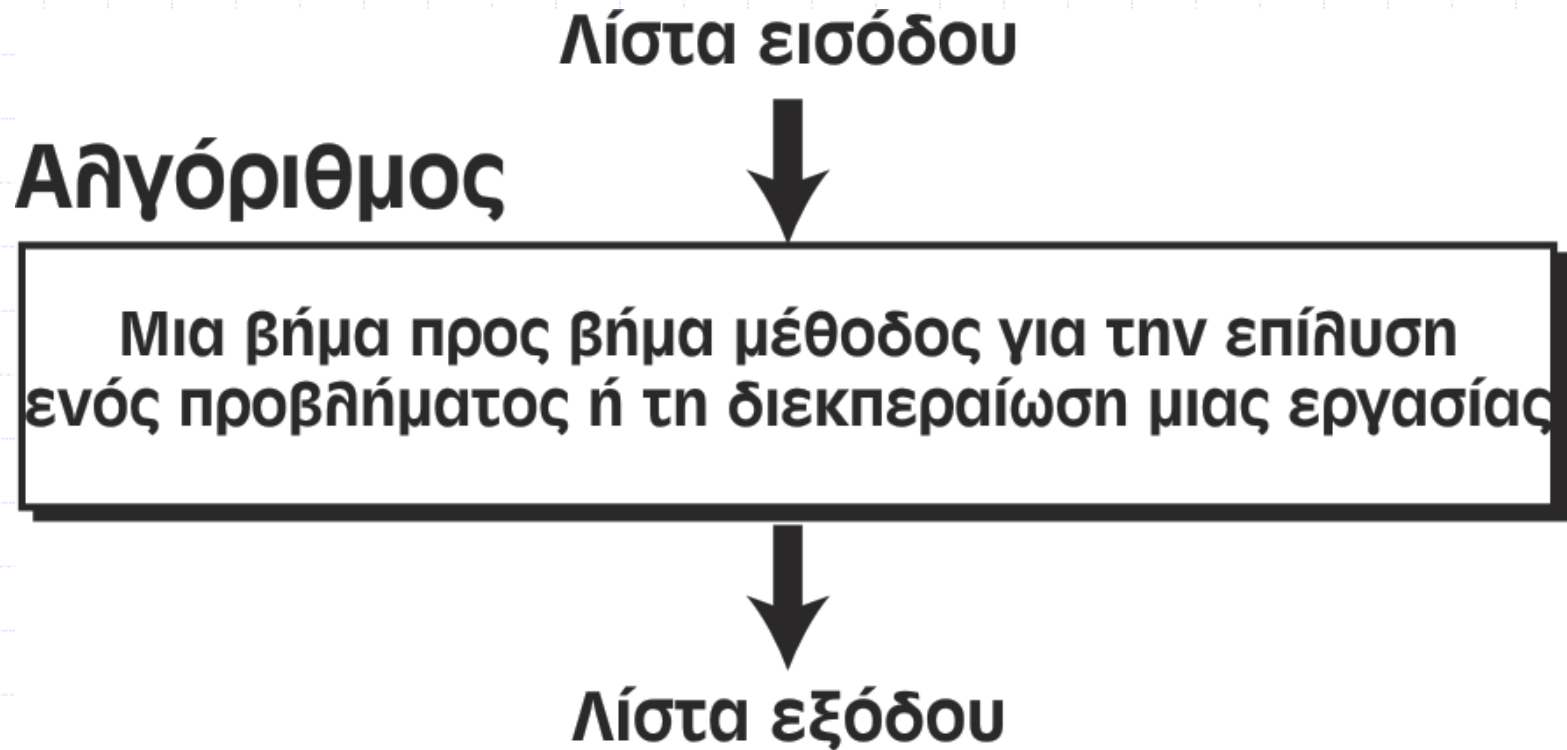 Λίστα εισόδου
Αλγόριθμος
Μια βήμα προς βήμα μέθοδος για την επίλυση
ενός προβλήματος ή τη διεκπεραίωση μιας εργασίας
Λίστα εξόδου